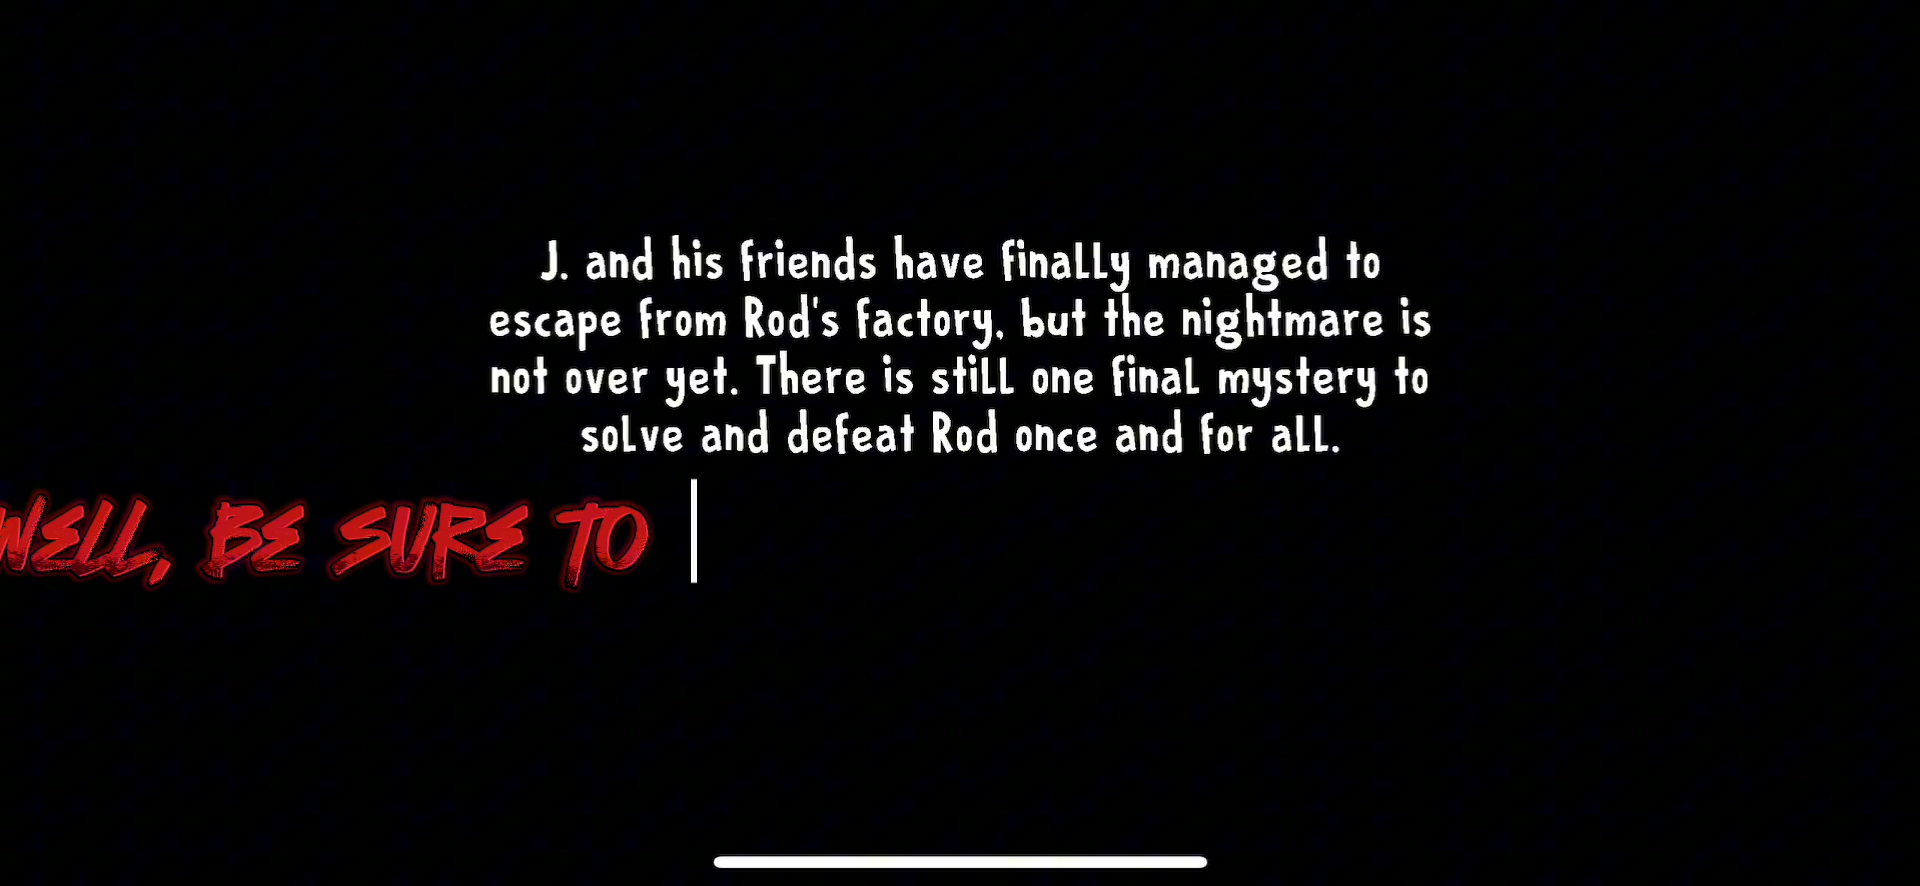 J. and his friends have finally managed to
escape from Rod's factory, but the nightmare is
not over yet. There is still one final mystery to
solve and defeat Rod once and for all.
WELL, BE SURE TO